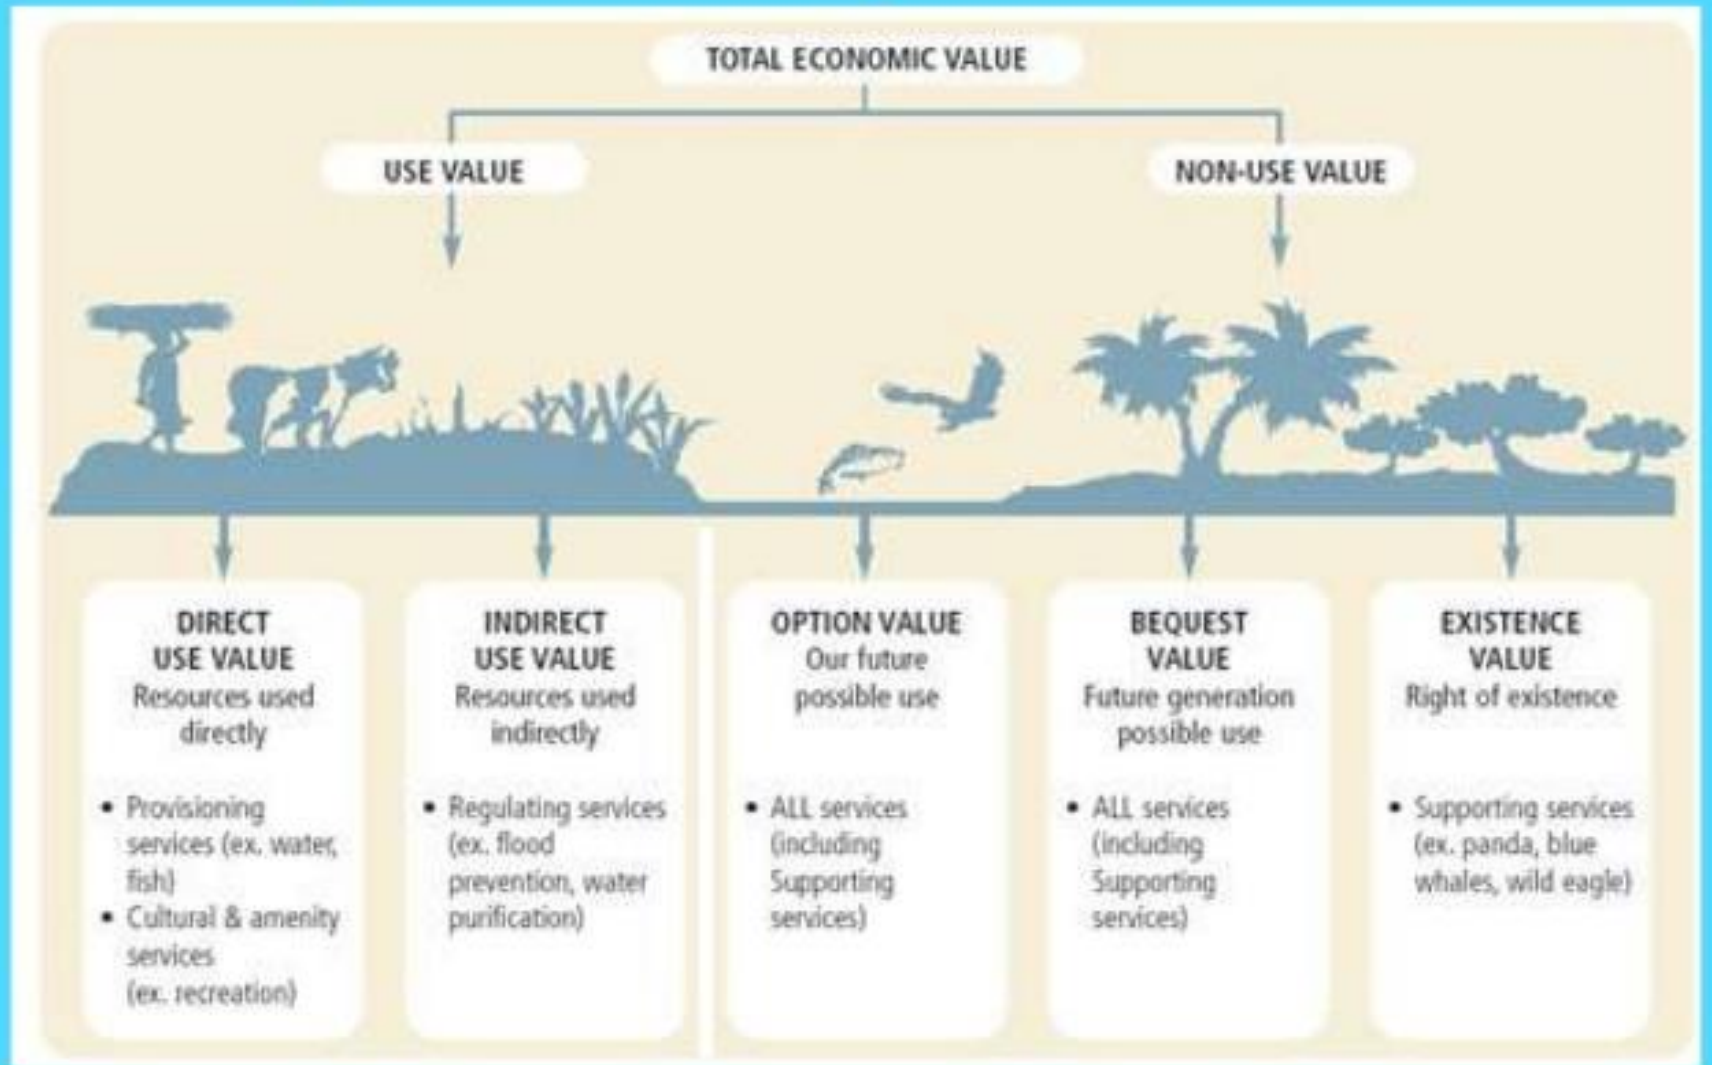 TOTAL ECONOMIC VALUE
USE VALUE
NON-USE VALUE
DIRECT
USE VALUE
Resources used
directly
• Provisioning
services (ex. water,
fish)
• Cultural & amenity
services
(ex. recreation)
INDIRECT
USE VALUE
Resources used
indirectly
• Regulating services
(ex. flood
prevention, water
purification)
OPTION VALUE
Our future
possible use
• ALL services
(including
Supporting
services)
BEQUEST
VALUE
Future generation
possible use
• ALL services
(including
Supporting
services)
EXISTENCE
VALUE
Right of existence
• Supporting services
(ex. panda, blue
whales, wild eagle)